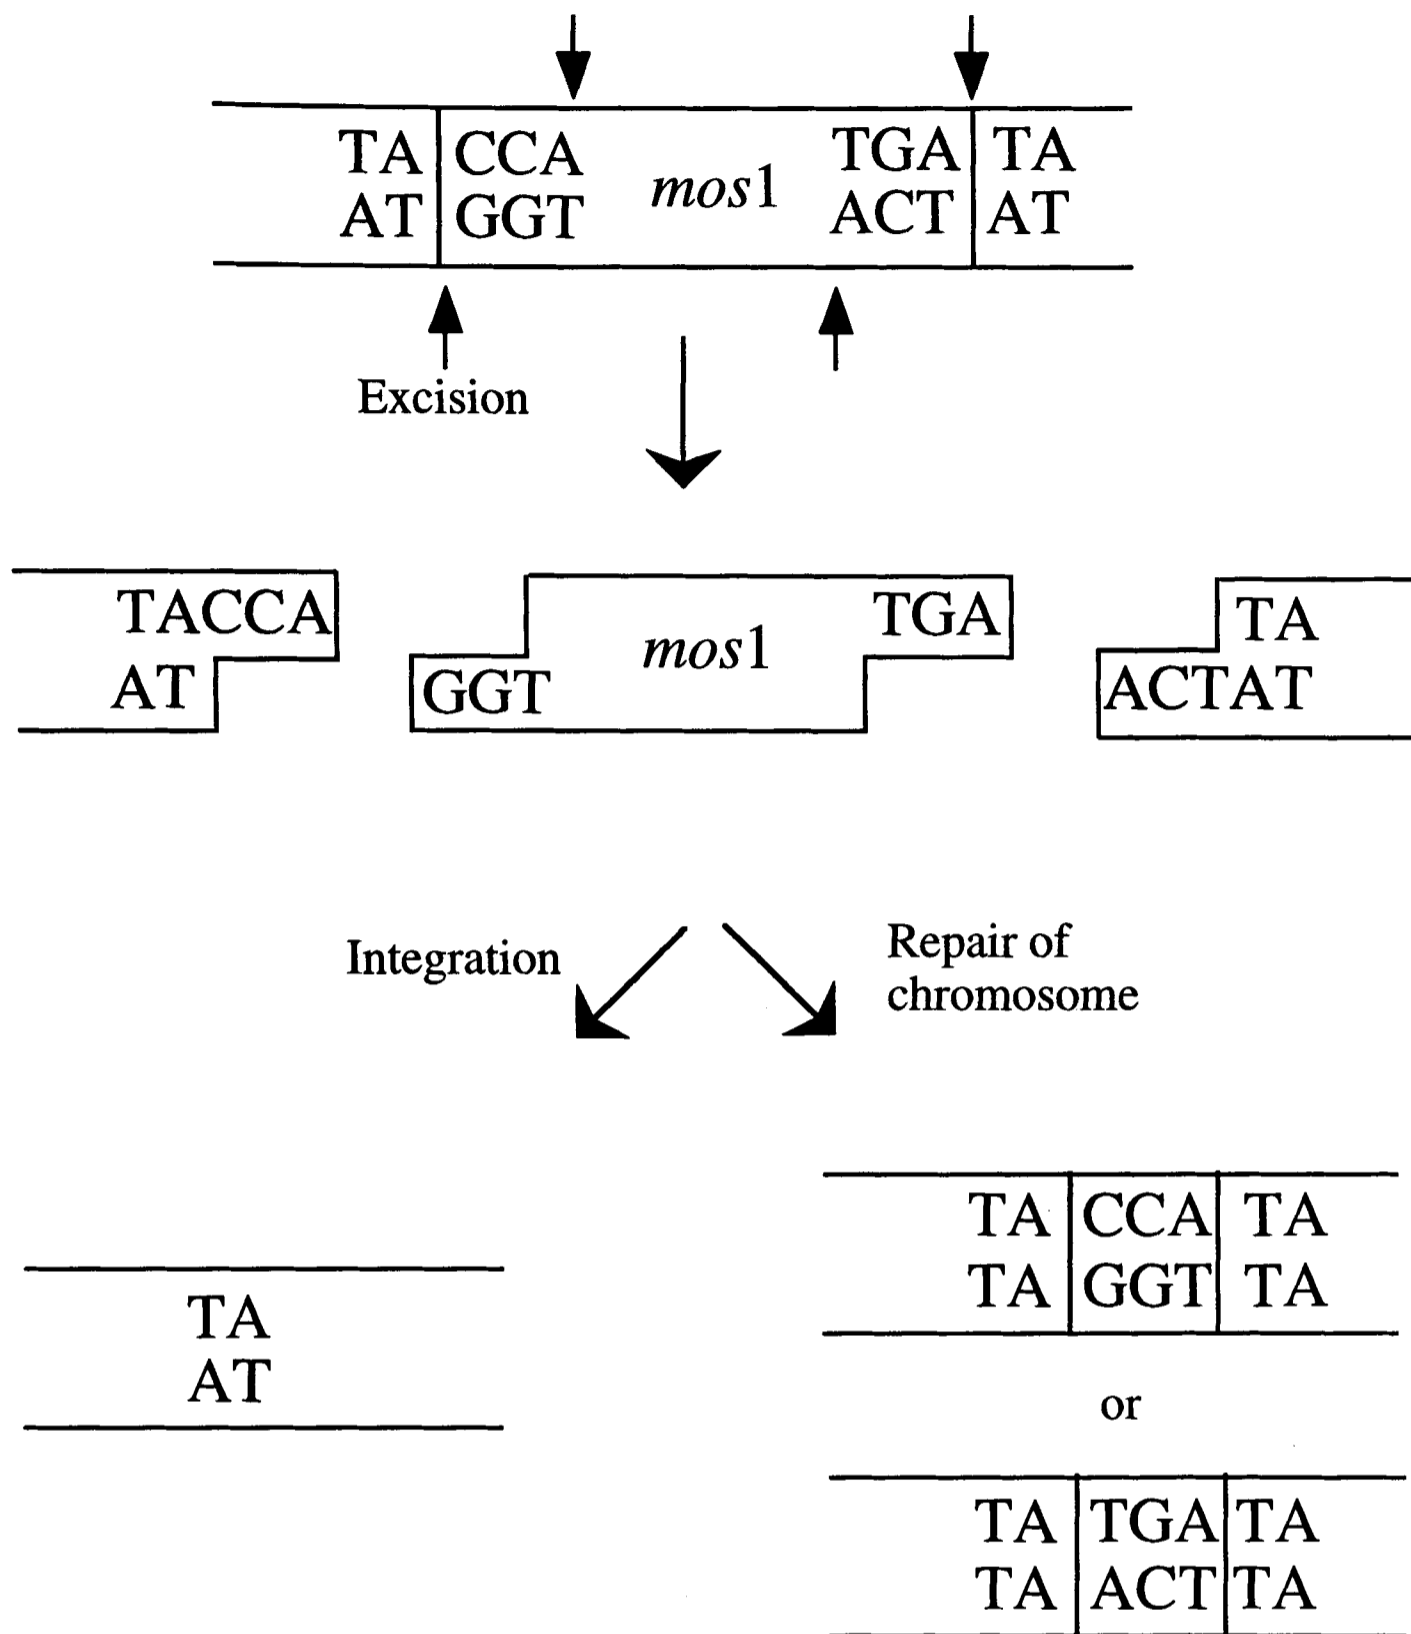 TA CCA TGA TA
AT GGT mos1 ACT AT
Excision
TACCA TGA TA
AT GGT mos1 ACTAT
Integration
Repair of
chromosome
TA CCA TA
TA GGT TA
TA
AT
or
TA TGA TA
TA ACT TA